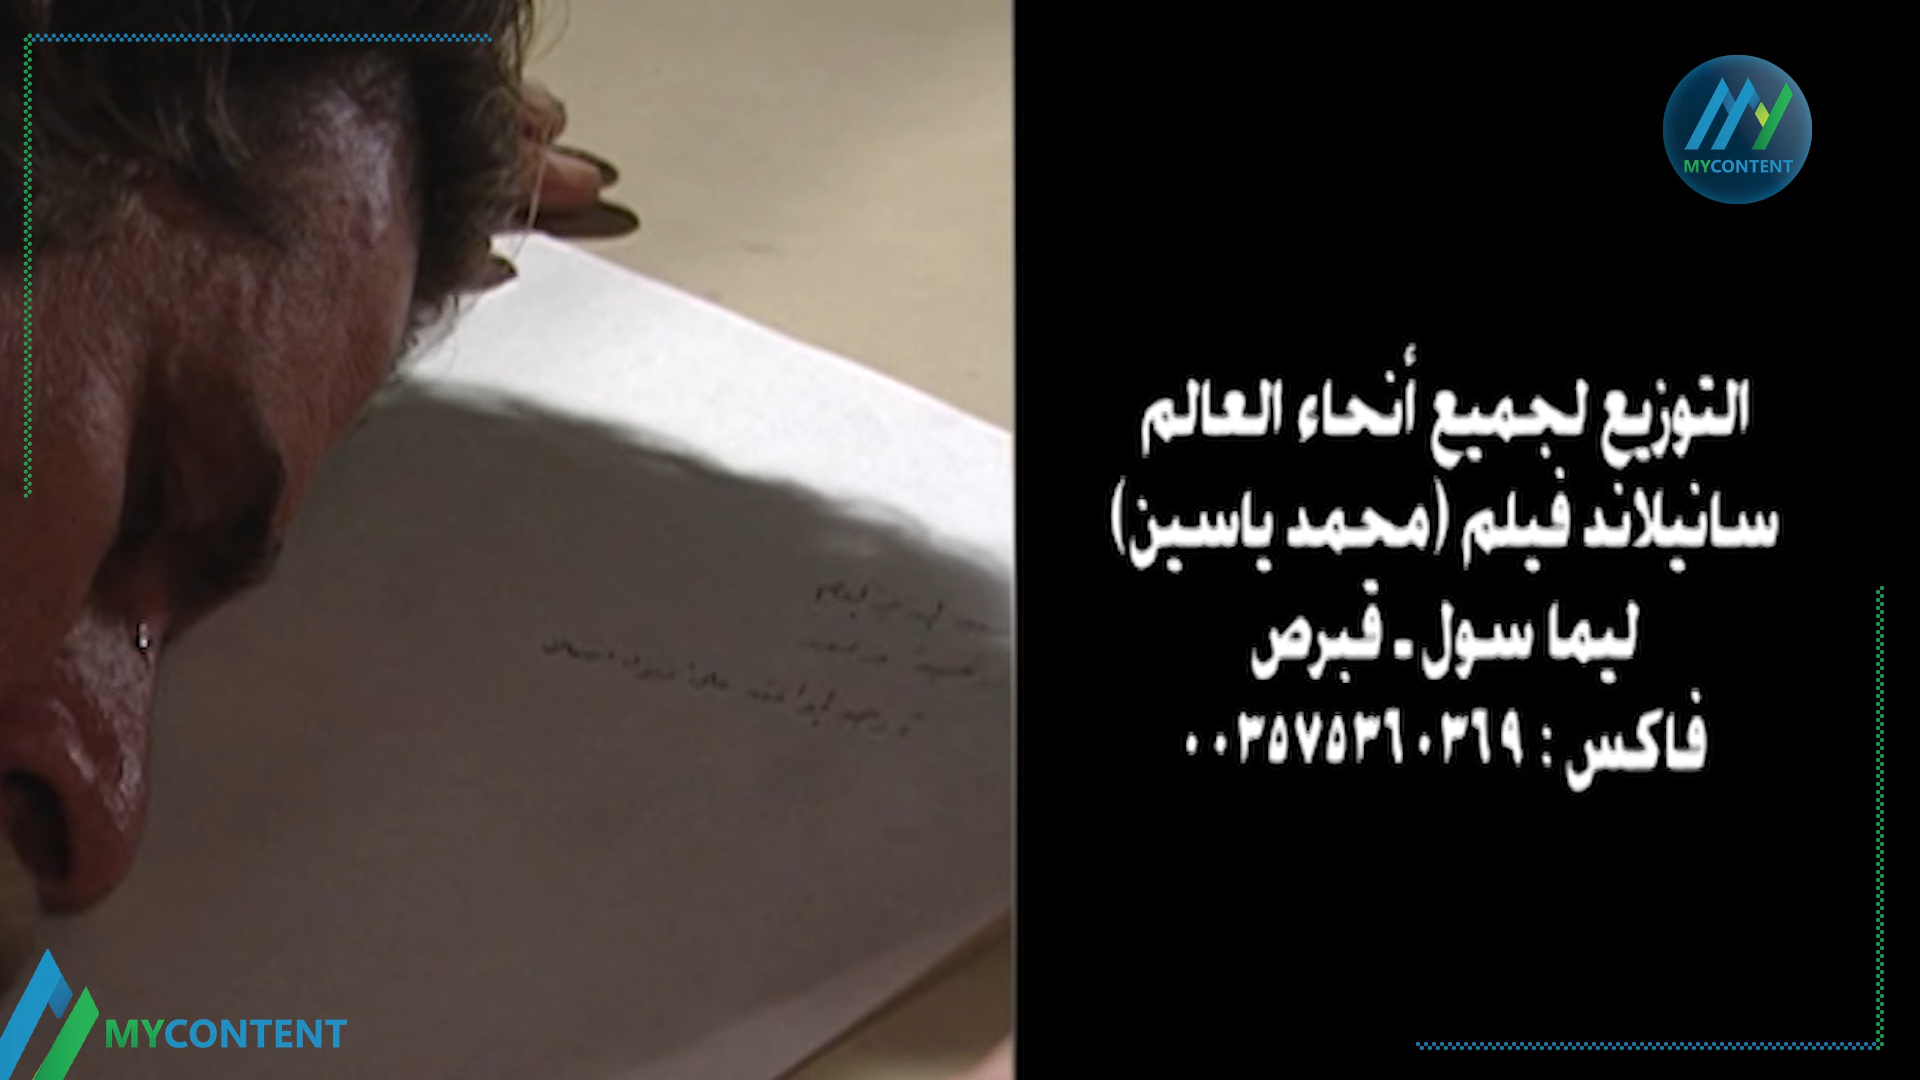 MYCONTENT
التوزيع لجميع أنحاء العالم
سانيلاند فيلم (محمد ياسين)
ليما سول - قبرص
فاكس : ٠٠٣٥٧٥٣٦٠٣٦٩
MYCONTENT